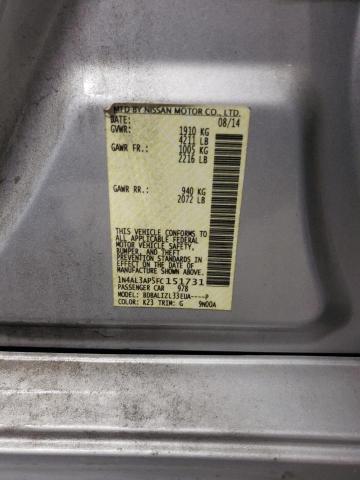 MFD BY NISSAN MOTOR CO., LTD.
DATE: 08/14
GVWR: 1910 KG
4211 LB
GAWR FR.: 1005 KG
2216 LB
GAWR RR.: 940 KG
2072 LB
THIS VEHICLE CONFORMS TO ALL
APPLICABLE U.S. FEDERAL
MOTOR VEHICLE SAFETY,
BUMPER, AND THEFT
PREVENTION STANDARDS
IN EFFECT ON THE DATE OF
MANUFACTURE SHOWN ABOVE.
1N4AL3AP5FC151731
PASSENGER CAR 978
MODEL: BDBALIZL33EUA----P
COLOR: K23 TRIM: G 9N00A